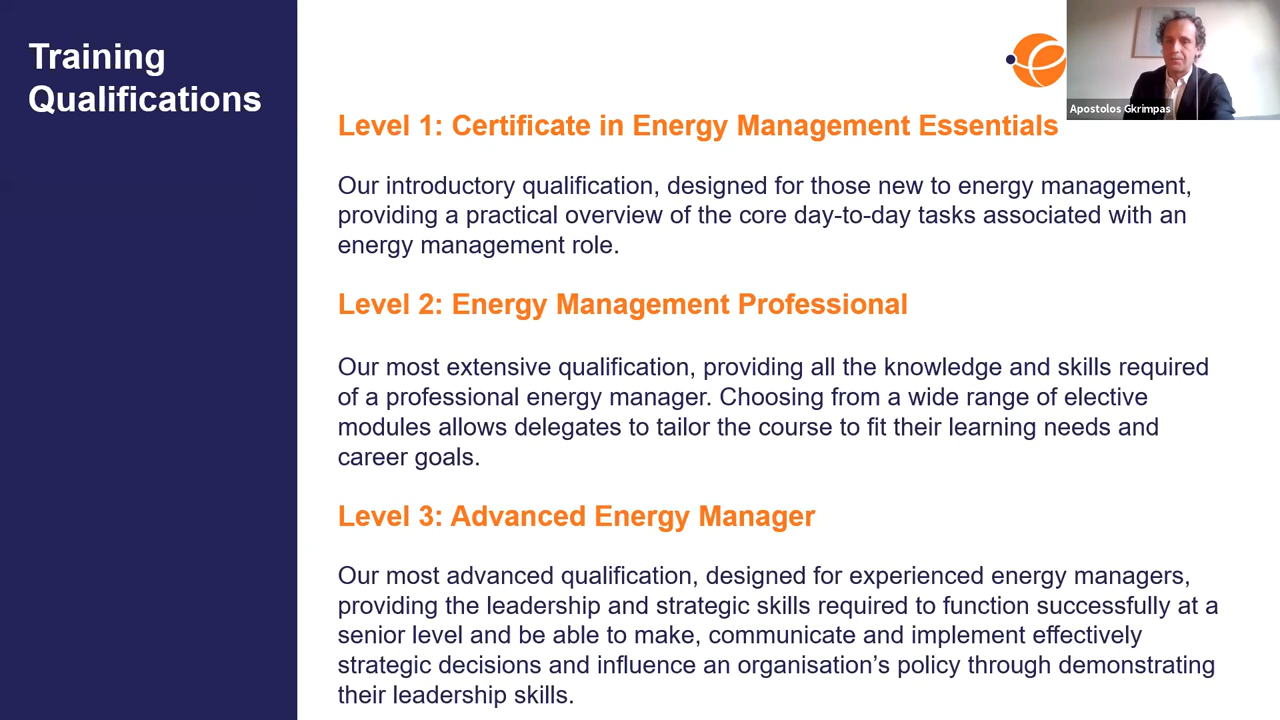 Training
Qualifications
Apostolos Gkrimpas
Level 1: Certificate in Energy Management Essentials
Our introductory qualification, designed for those new to energy management,
providing a practical overview of the core day-to-day tasks associated with an
energy management role.
Level 2: Energy Management Professional
Our most extensive qualification, providing all the knowledge and skills required
of a professional energy manager. Choosing from a wide range of elective
modules allows delegates to tailor the course to fit their learning needs and
career goals.
Level 3: Advanced Energy Manager
Our most advanced qualification, designed for experienced energy managers,
providing the leadership and strategic skills required to function successfully at a
senior level and be able to make, communicate and implement effectively
strategic decisions and influence an organisation’s policy through demonstrating
their leadership skills.